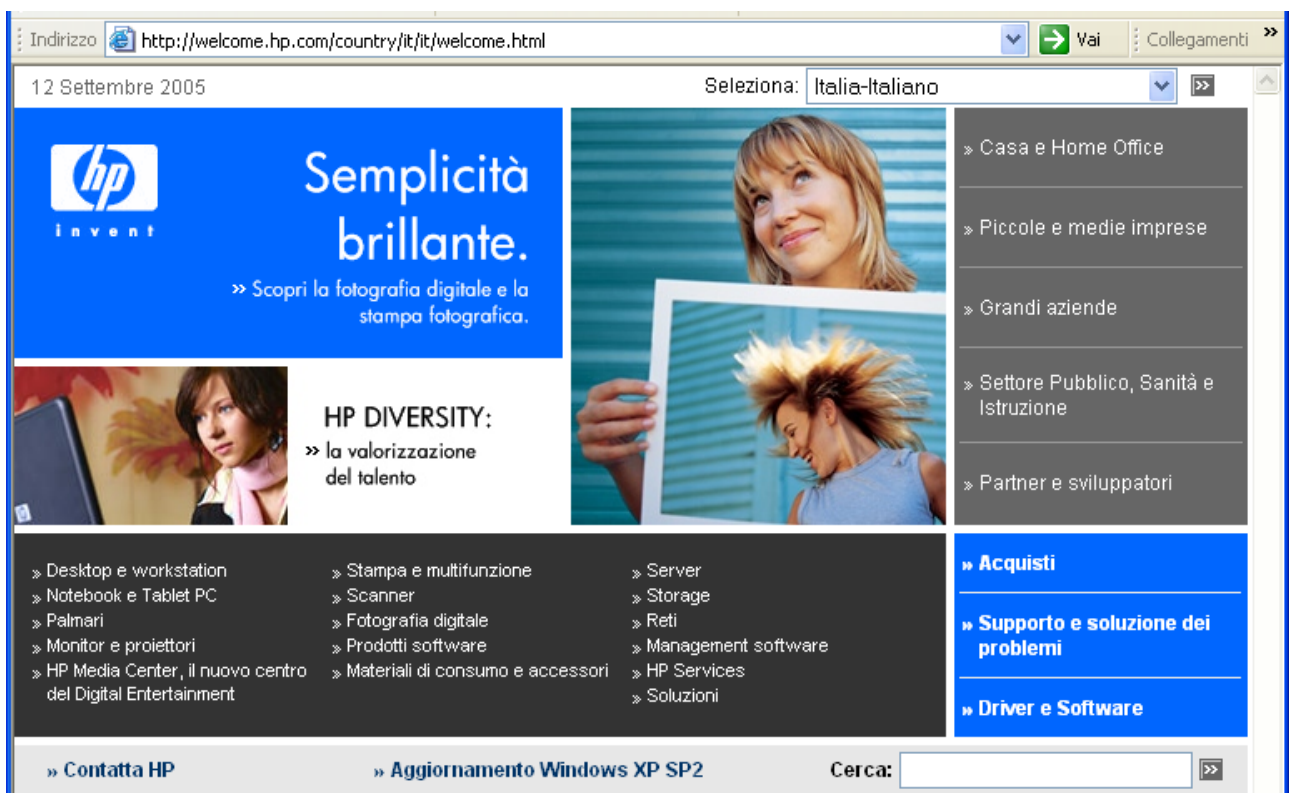 Indirizzo http://welcome.hp.com/country/it/it/welcome.html Vai Collegamenti »
12 Settembre 2005 Seleziona: Italia-Italiano »
hp
invent
Semplicità
brillante.
» Scopri la fotografia digitale e la
stampa fotografica.
HP DIVERSITY:
» la valorizzazione
del talento
» Casa e Home Office
» Piccole e medie imprese
» Grandi aziende
» Settore Pubblico, Sanità e
Istruzione
» Partner e sviluppatori
» Desktop e workstation
» Notebook e Tablet PC
» Palmari
» Monitor e proiettori
» HP Media Center, il nuovo centro
del Digital Entertainment
» Stampa e multifunzione
» Scanner
» Fotografia digitale
» Prodotti software
» Materiali di consumo e accessori
» Server
» Storage
» Reti
» Management software
» HP Services
» Soluzioni
» Acquisti
» Supporto e soluzione dei
problemi
» Driver e Software
» Contatta HP » Aggiornamento Windows XP SP2 Cerca: »